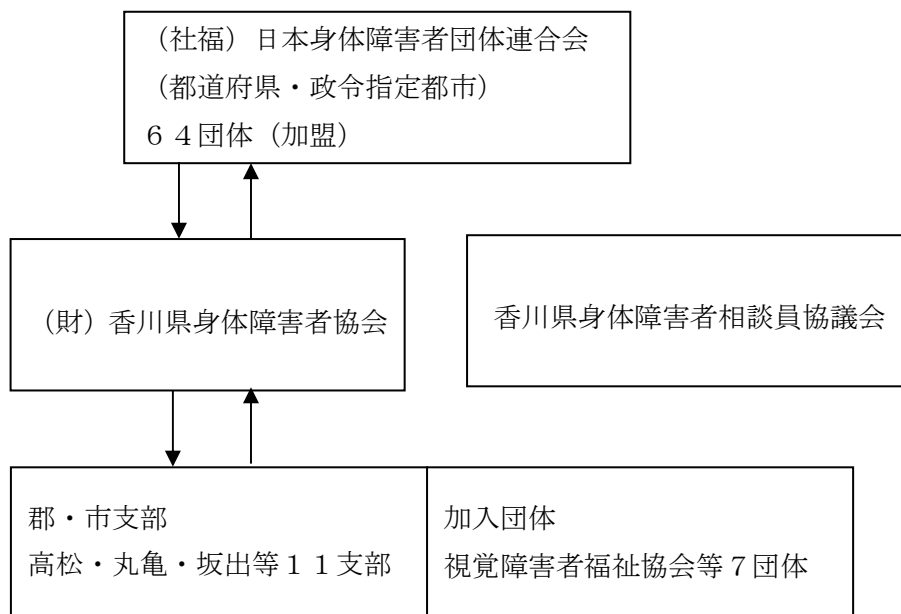 （社福）日本身体障害者団体連合会
（都道府県・政令指定都市）
６４団体（加盟）
（財）香川県身体障害者協会
香川県身体障害者相談員協議会
郡・市支部
高松・丸亀・坂出等１１支部
加入団体
視覚障害者福祉協会等７団体